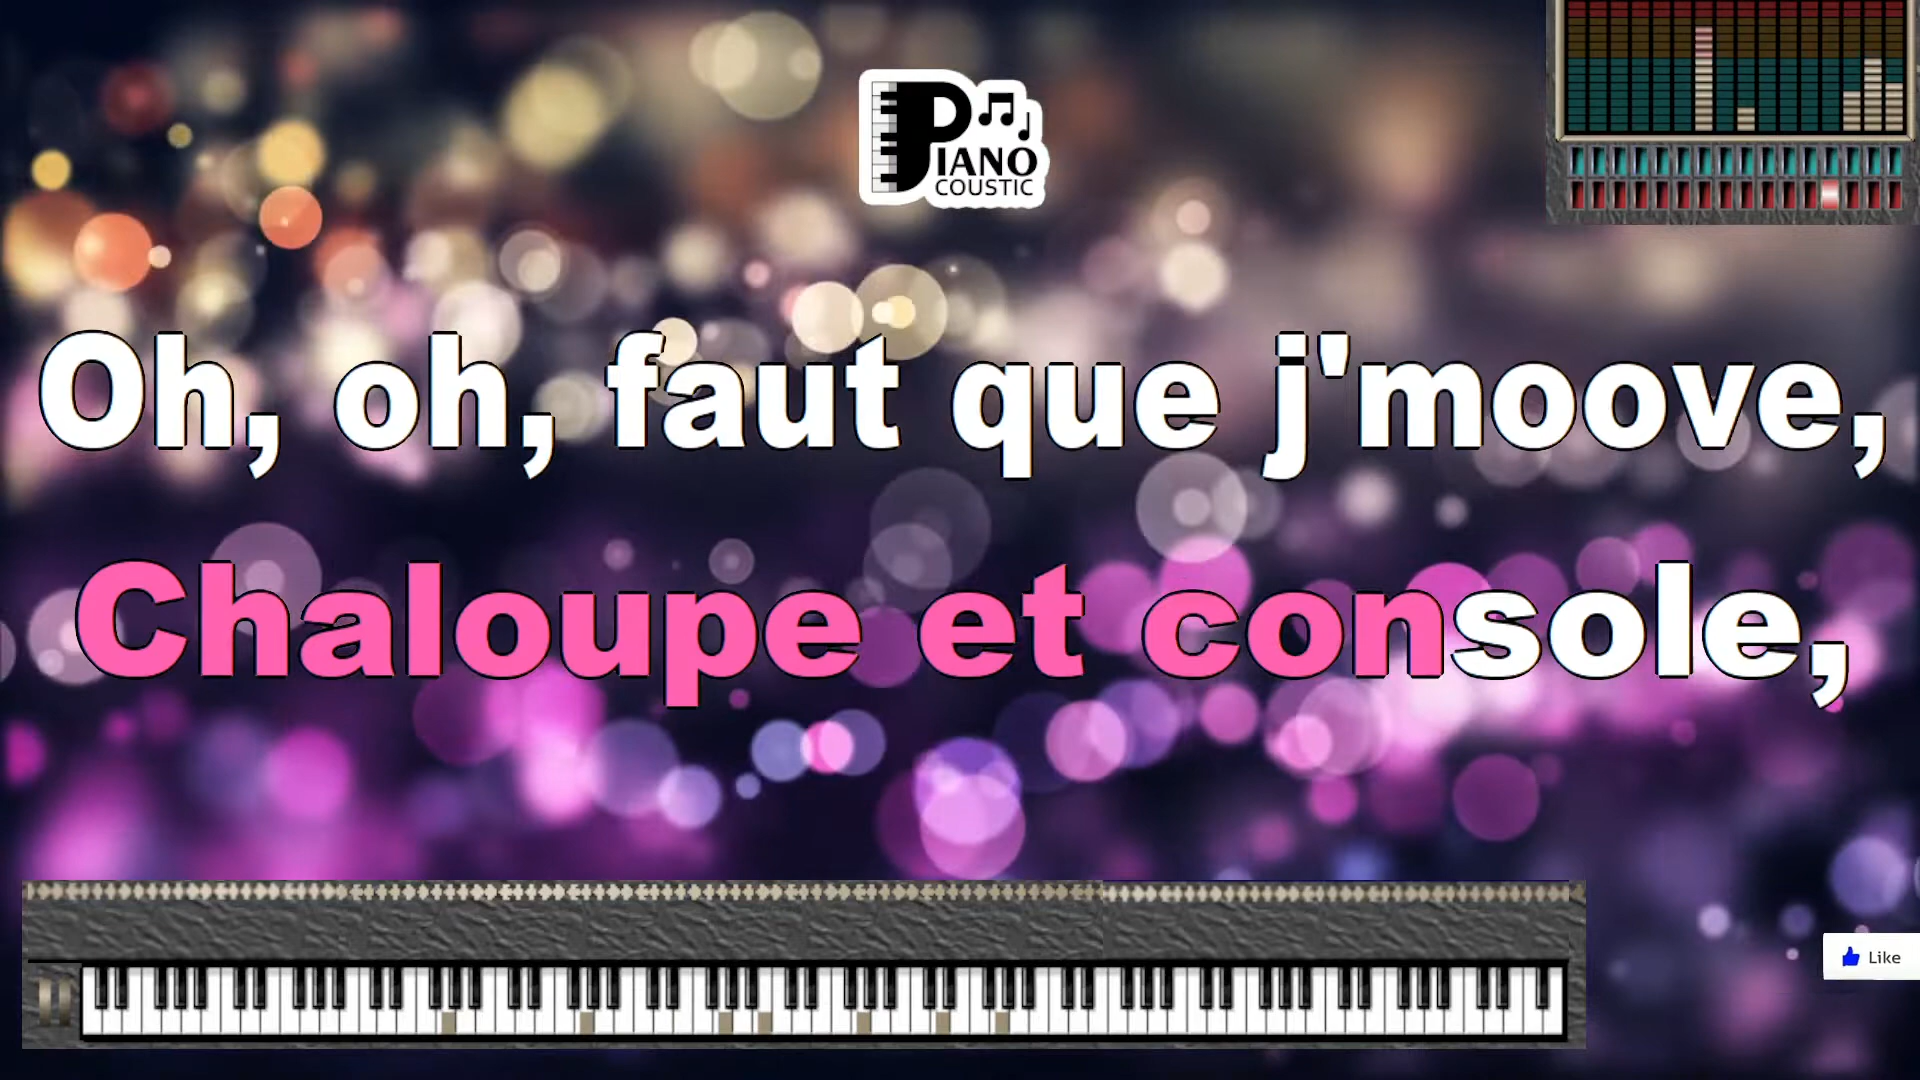 PIANO
COUSTIC
Oh, oh, faut que j'moove,
Chaloupe et console,
Like